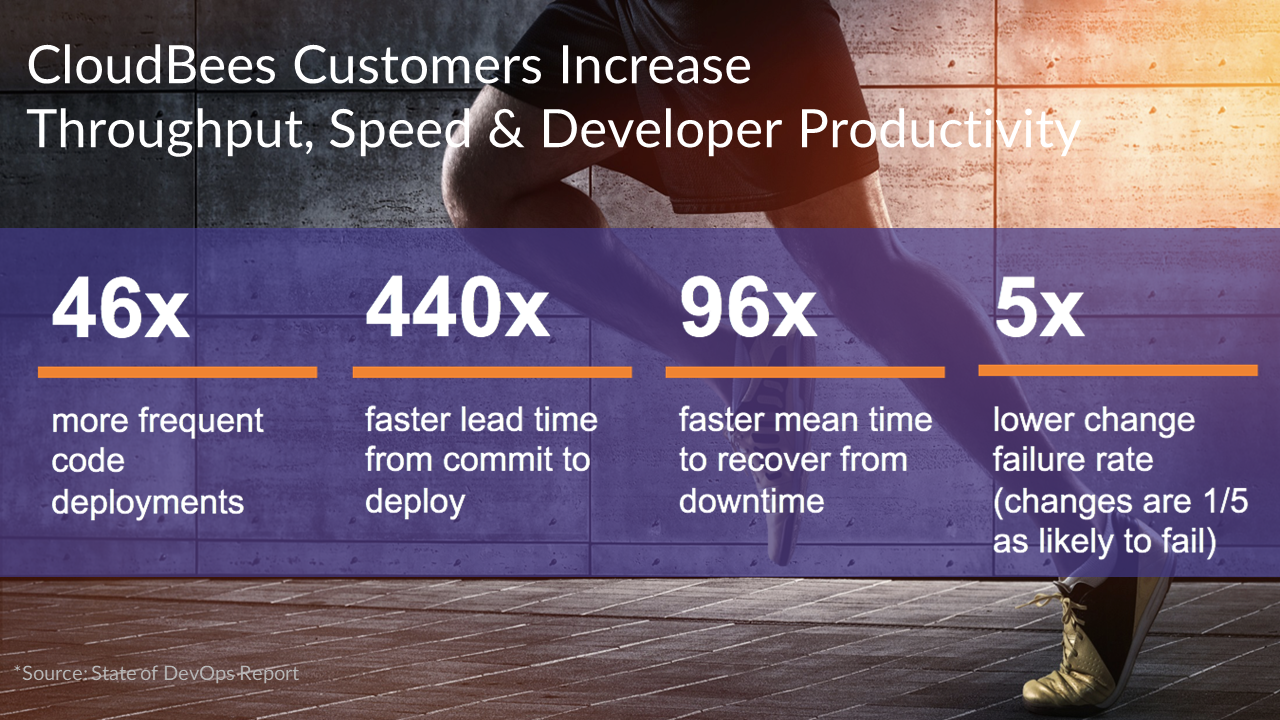 CloudBees Customers Increase
Throughput, Speed & Developer Productivity
46x
more frequent
code
deployments
440x
faster lead time
from commit to
deploy
96x
faster mean time
to recover from
downtime
5x
lower change
failure rate
(changes are 1/5
as likely to fail)
*Source: State of DevOps Report